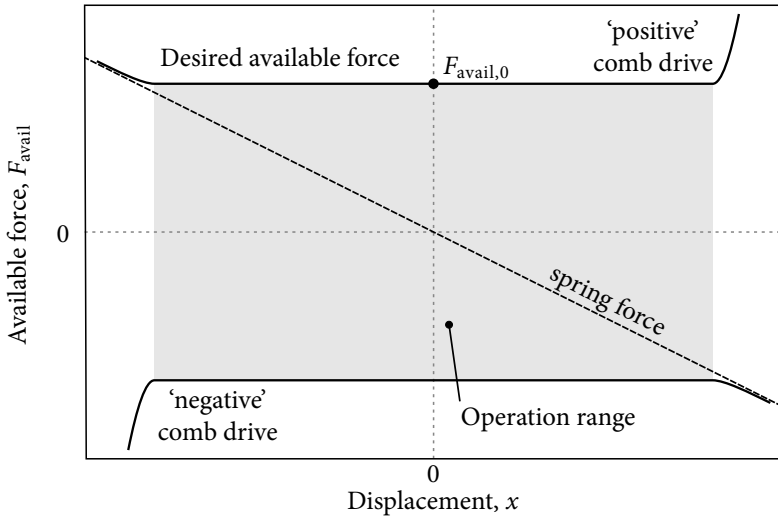 'positive'
comb drive
Desired available force
F_avail,0
Available force, F_avail
0
spring force
'negative'
comb drive
Operation range
0
Displacement, x